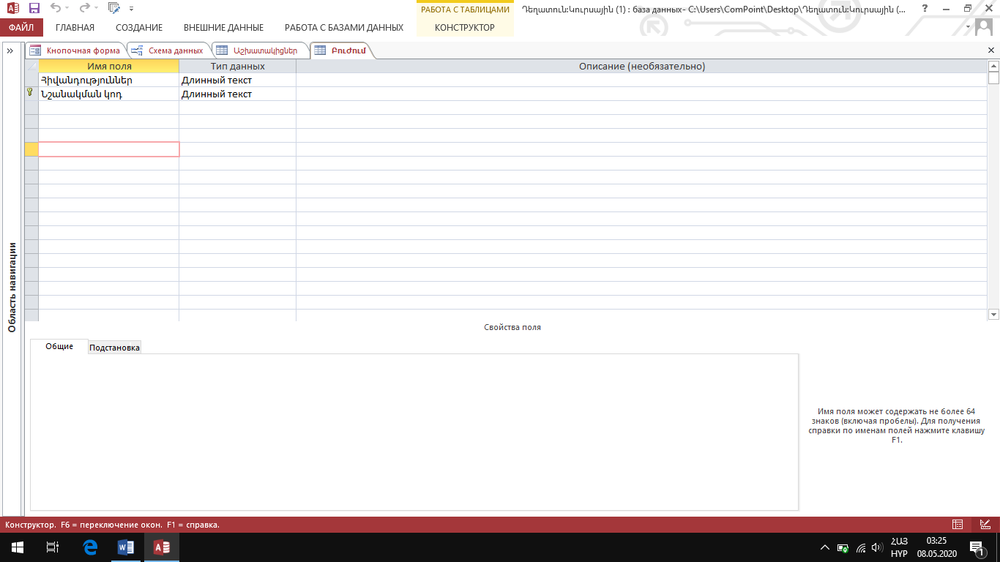 РАБОТА С ТАБЛИЦАМИ
Դեղատուն:Կուրսային (1) : база данных- C:\Users\ComPoint\Desktop\Դեղատուն:Կուրսային (...
ФАЙЛ ГЛАВНАЯ СОЗДАНИЕ ВНЕШНИЕ ДАННЫЕ РАБОТА С БАЗАМИ ДАННЫХ КОНСТРУКТОР
Кнопочная форма Схема данных Աշխատակիցներ Բուժում
Имя поля Тип данных Описание (необязательно)
Հիվանդություններ Длинный текст
Նշանակման կոդ Длинный текст
Область навигации
Свойства поля
Общие Подстановка
Имя поля может содержать не более 64
знаков (включая пробелы). Для получения
справки по именам полей нажмите клавишу
F1.
Конструктор. F6 = переключение окон. F1 = справка.
ՀԱՅ 03:25
HYP 08.05.2020
1